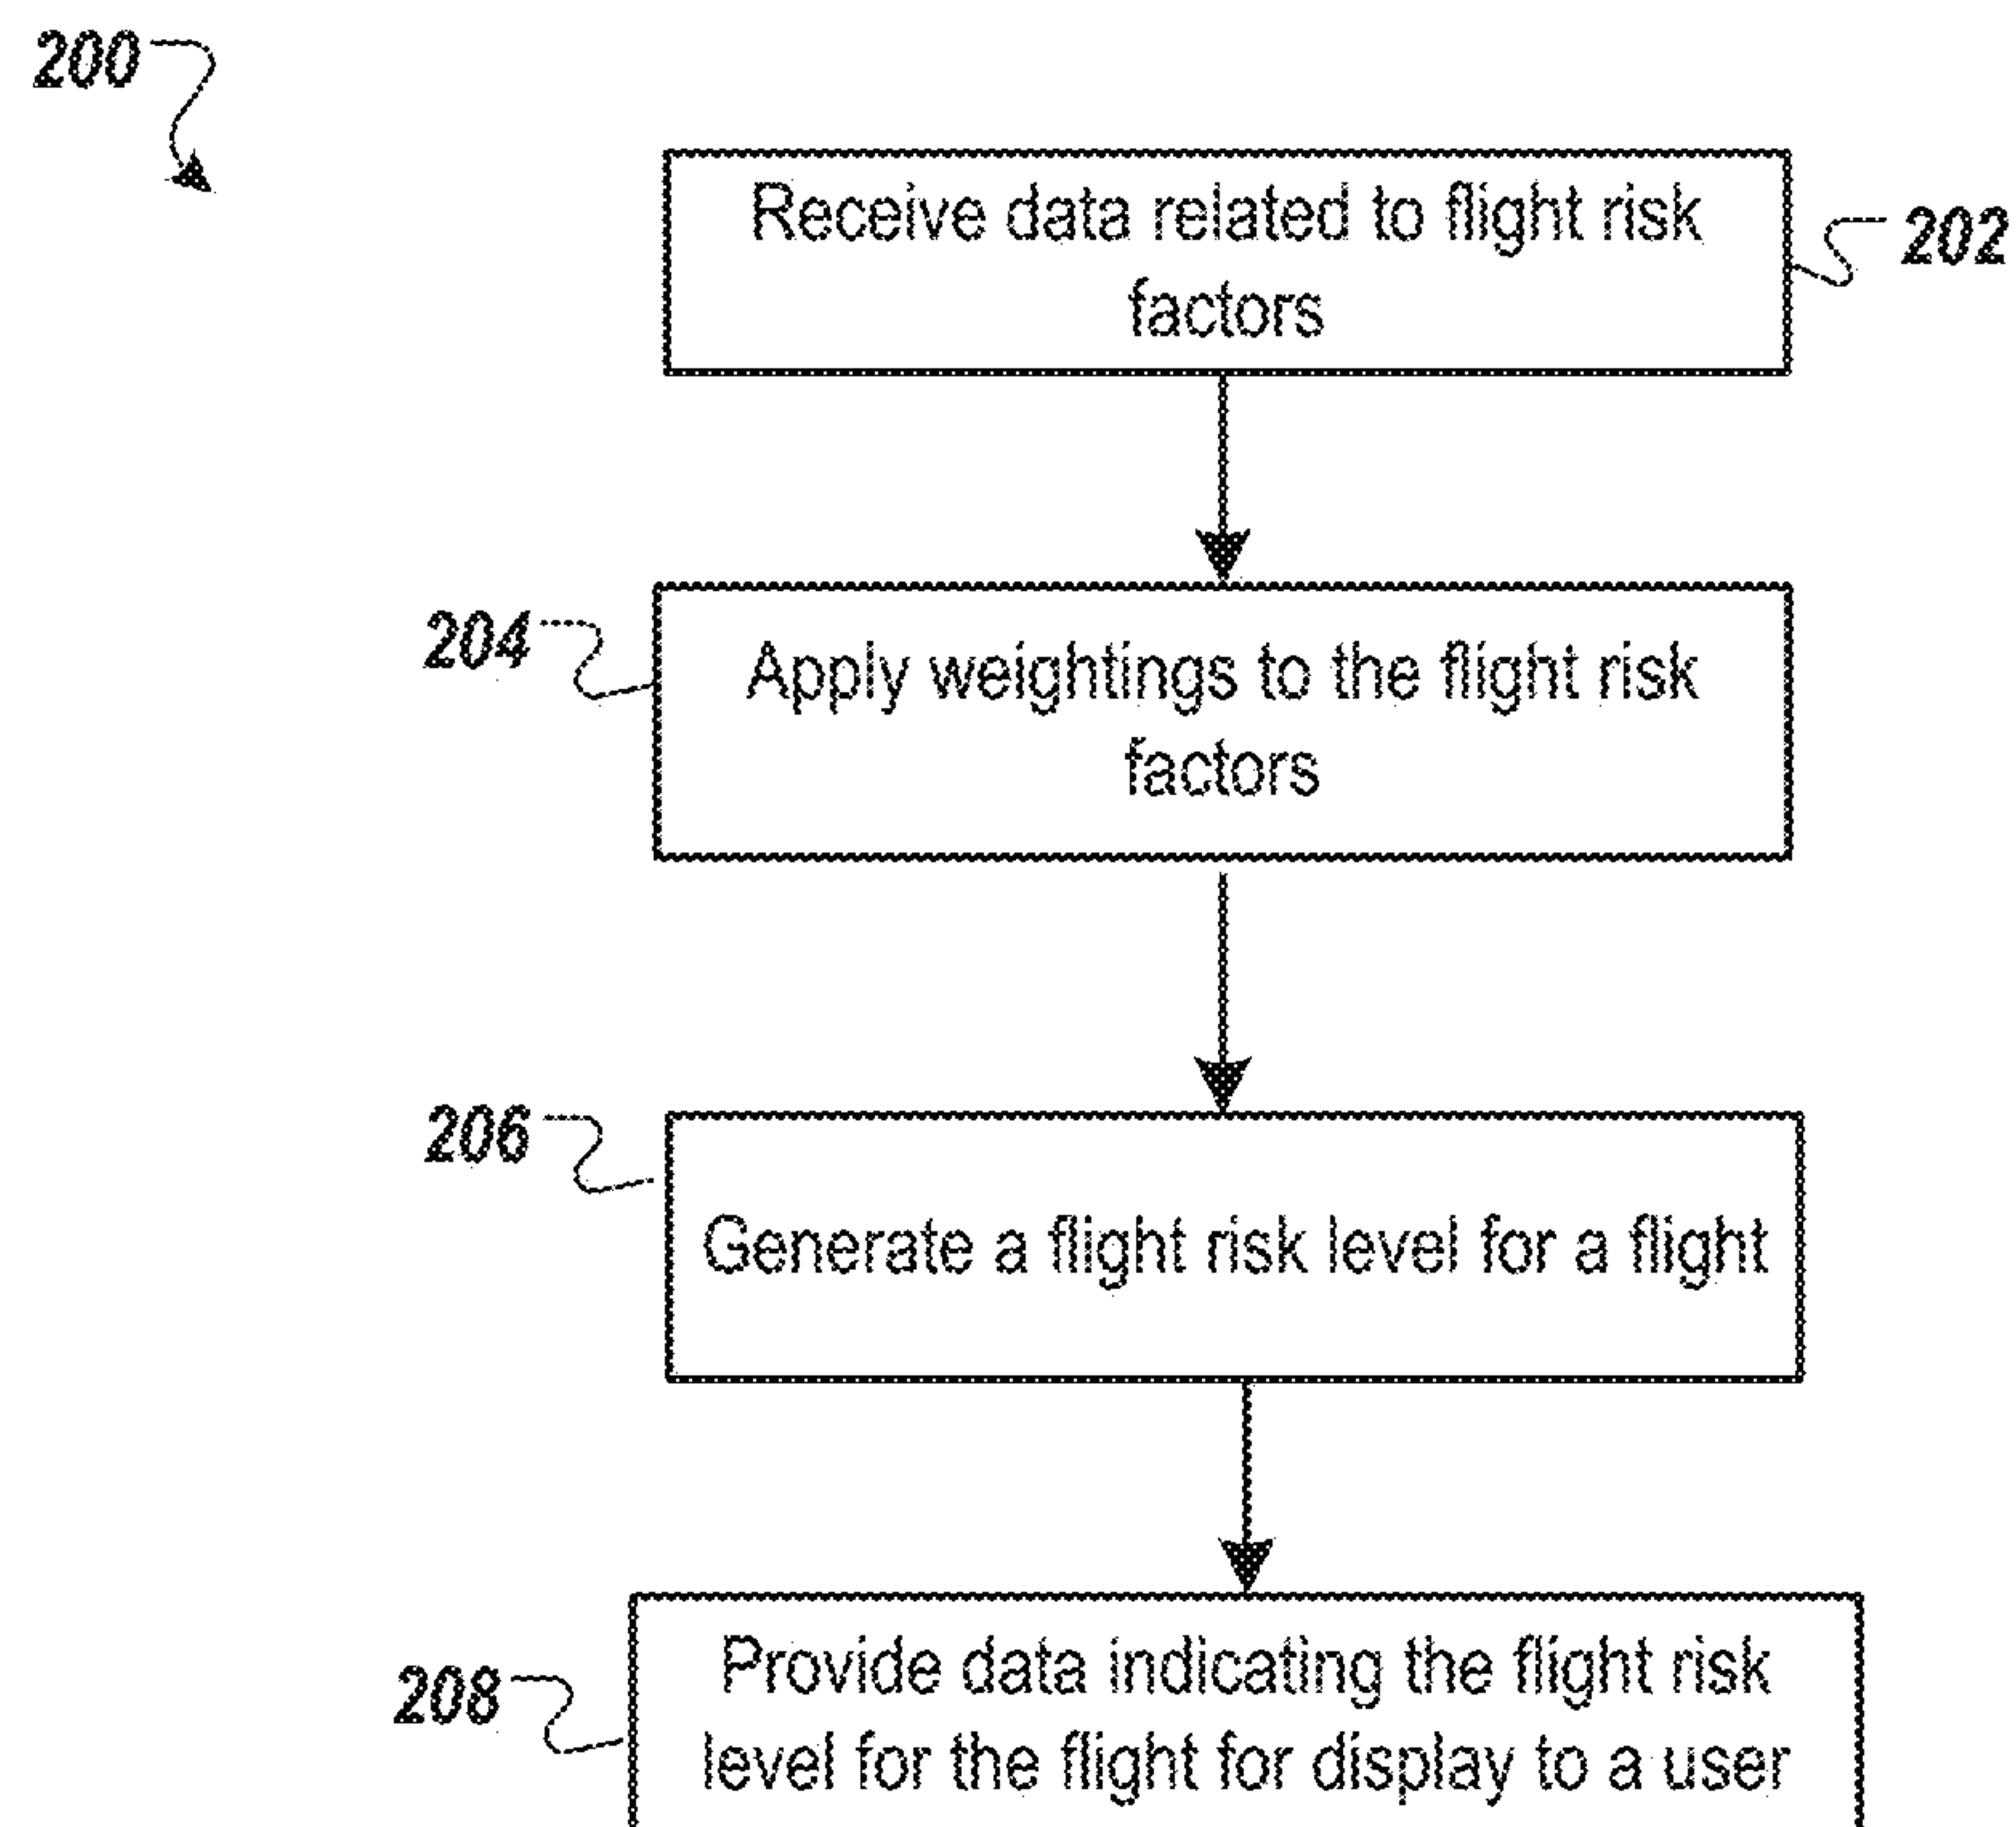 200
Receive data related to flight risk
factors
202
204
Apply weightings to the flight risk
factors
206
Generate a flight risk level for a flight
208
Provide data indicating the flight risk
level for the flight for display to a user